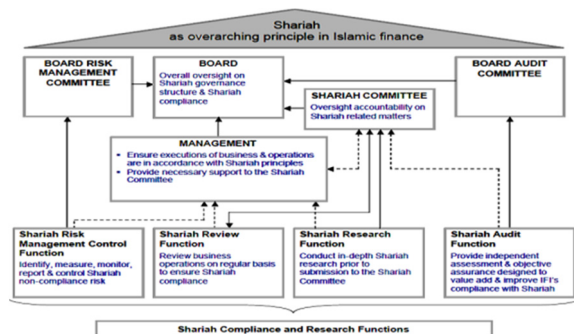 Shariah
as overarching principle in Islamic finance
BOARD RISK
MANAGEMENT
COMMITTEE
BOARD
Overall oversight on
Shariah governance
structure & Shariah
compliance
BOARD AUDIT
COMMITTEE
SHARIAH COMMITTEE
Oversight accountability on
Shariah related matters
MANAGEMENT
• Ensure executions of business & operations
are in accordance with Shariah principles
• Provide necessary support to the Shariah
Committee
Shariah Risk
Management Control
Function
Identify, measure, monitor,
report & control Shariah
non-compliance risk
Shariah Review
Function
Review business
operations on regular basis
to ensure Shariah
compliance
Shariah Research
Function
Conduct in-depth Shariah
research prior to
submission to the Shariah
Committee
Shariah Audit
Function
Provide independent
assessment & objective
assurance designed to
value add & improve IFI's
compliance with Shariah
Shariah Compliance and Research Functions